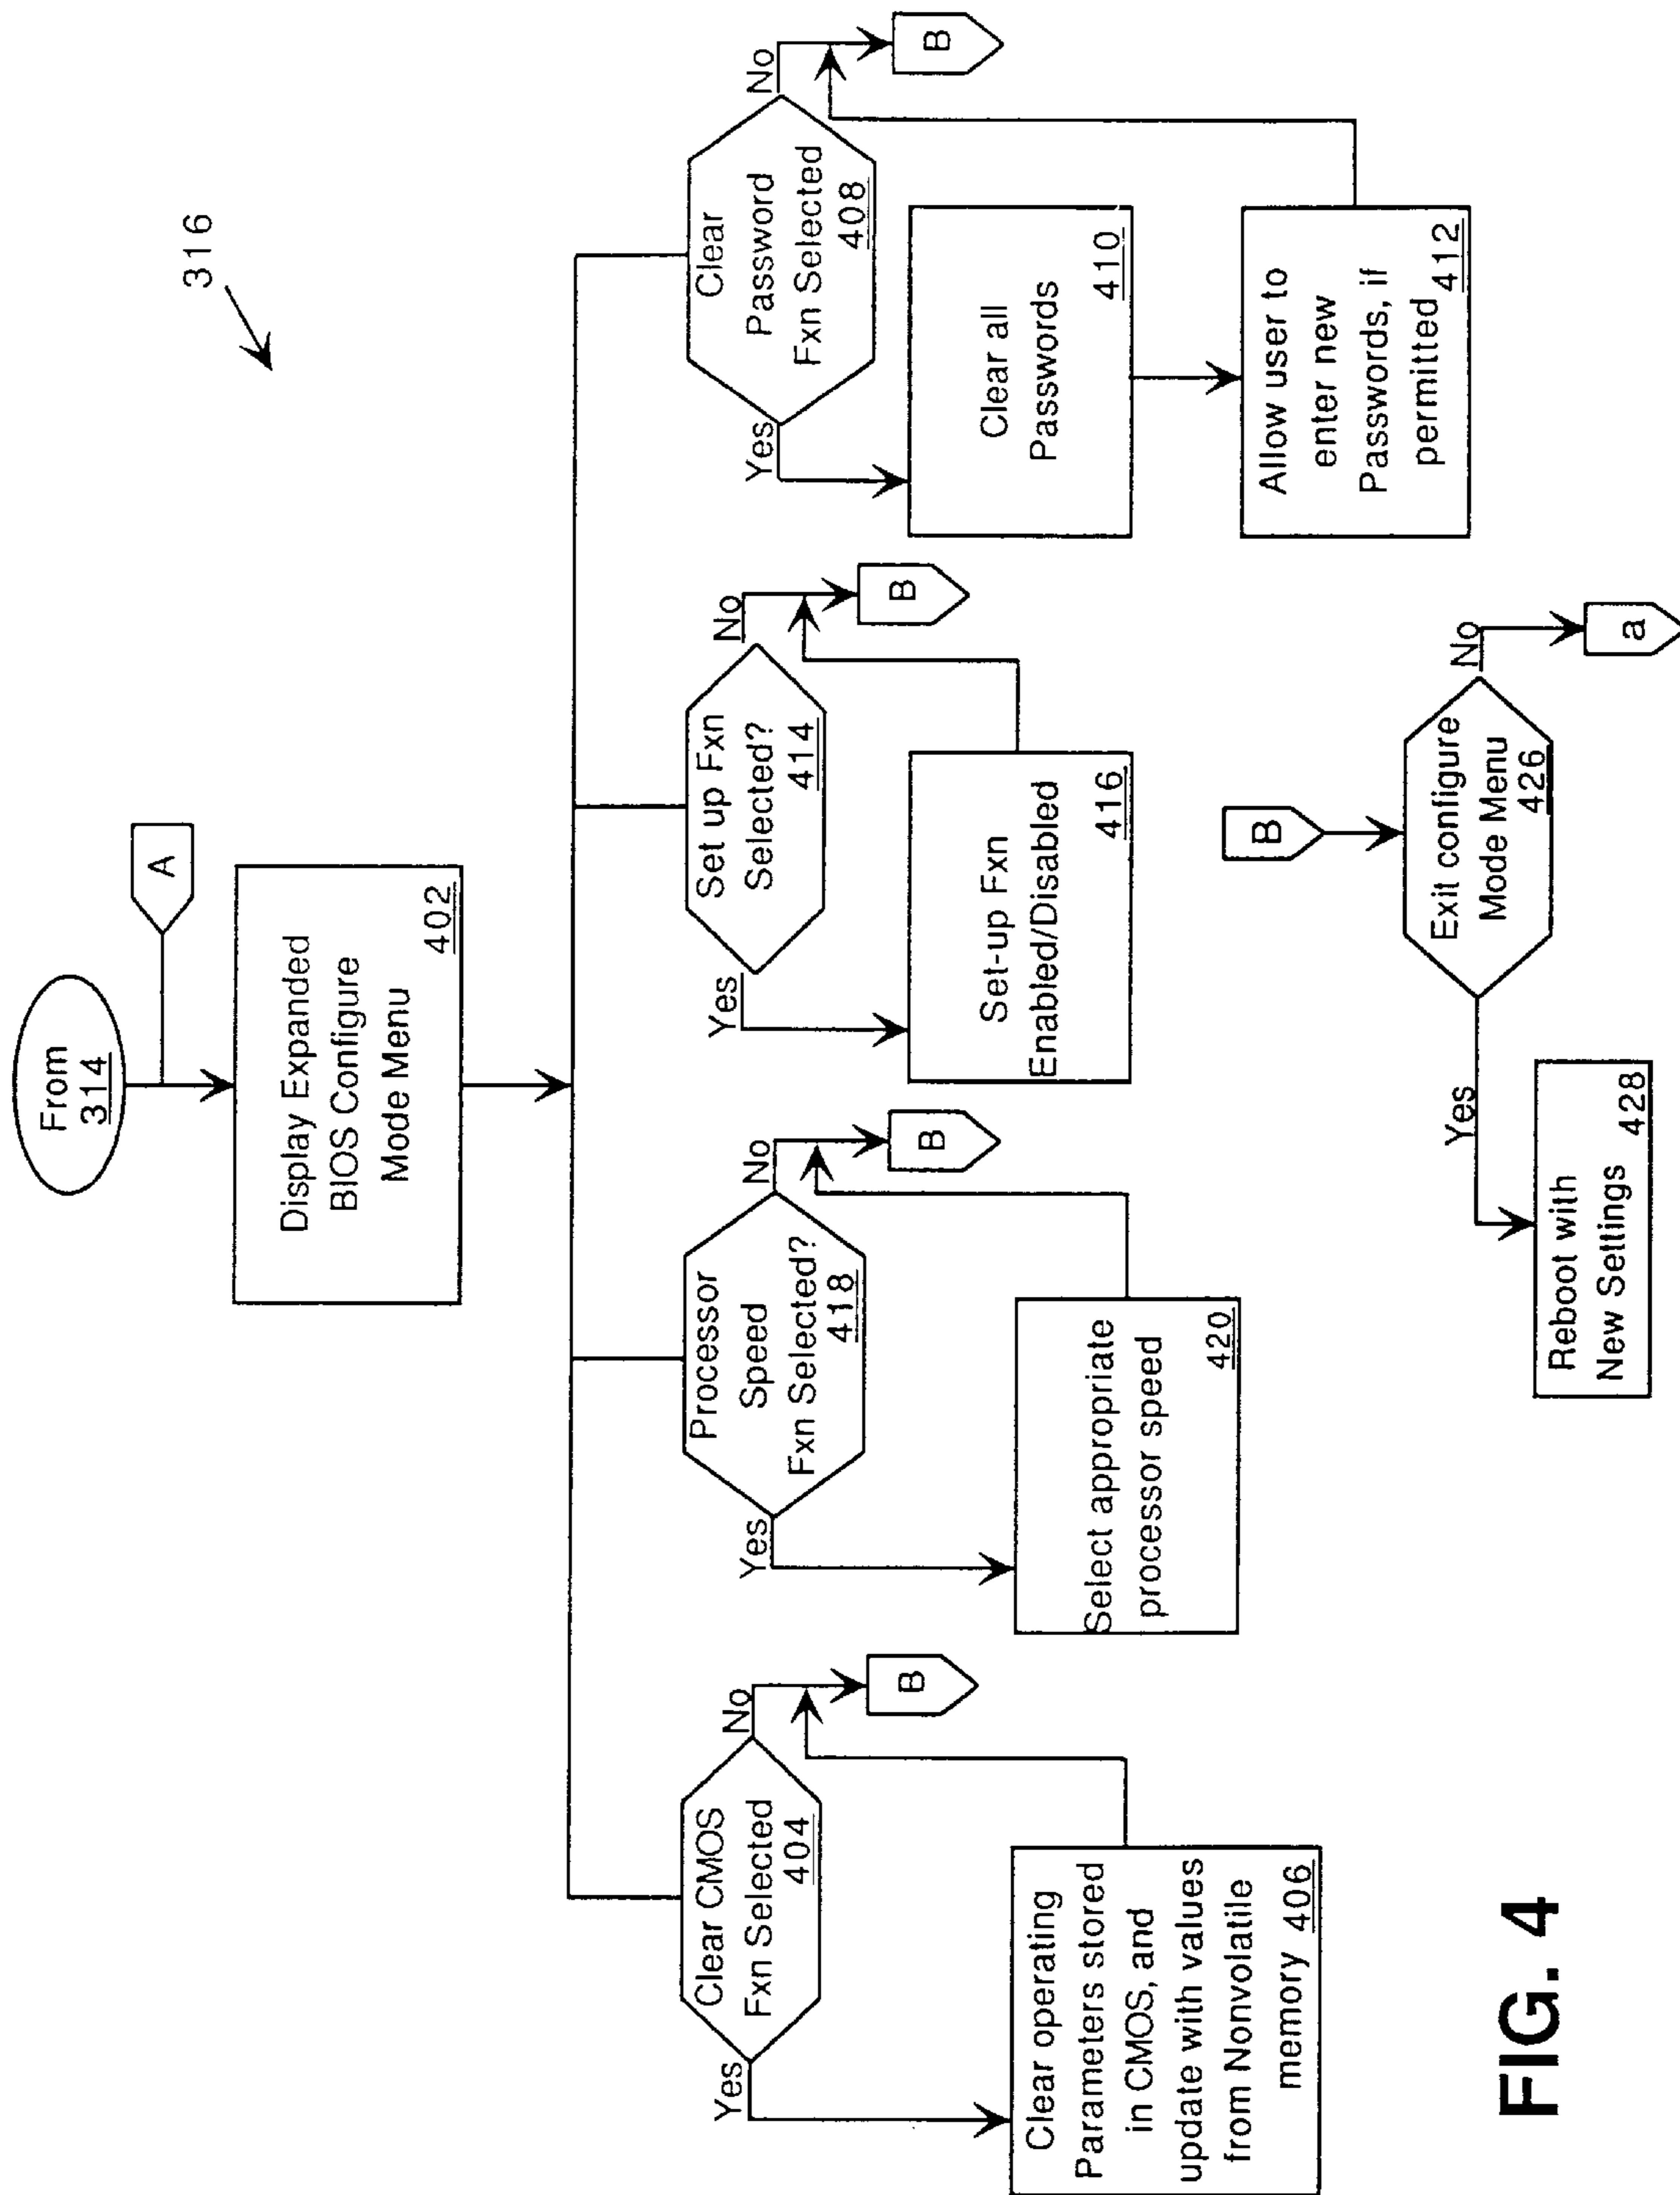 316
From
314
A
Display Expanded
BIOS Configure
Mode Menu
402
Clear CMOS
Fxn Selected
404
Yes
No
B
Clear operating
Parameters stored
in CMOS, and
update with values
from Nonvolatile
memory 406
Processor
Speed
Fxn Selected?
418
Yes
No
B
Select appropriate
processor speed
420
Set up Fxn
Selected?
414
Yes
No
B
Set-up Fxn
Enabled/Disabled
416
Clear
Password
Fxn Selected
408
Yes
No
B
Clear all
Passwords
410
Allow user to
enter new
Passwords, if
permitted 412
B
Exit configure
Mode Menu
426
Yes
No
a
Reboot with
New Settings 428
FIG. 4